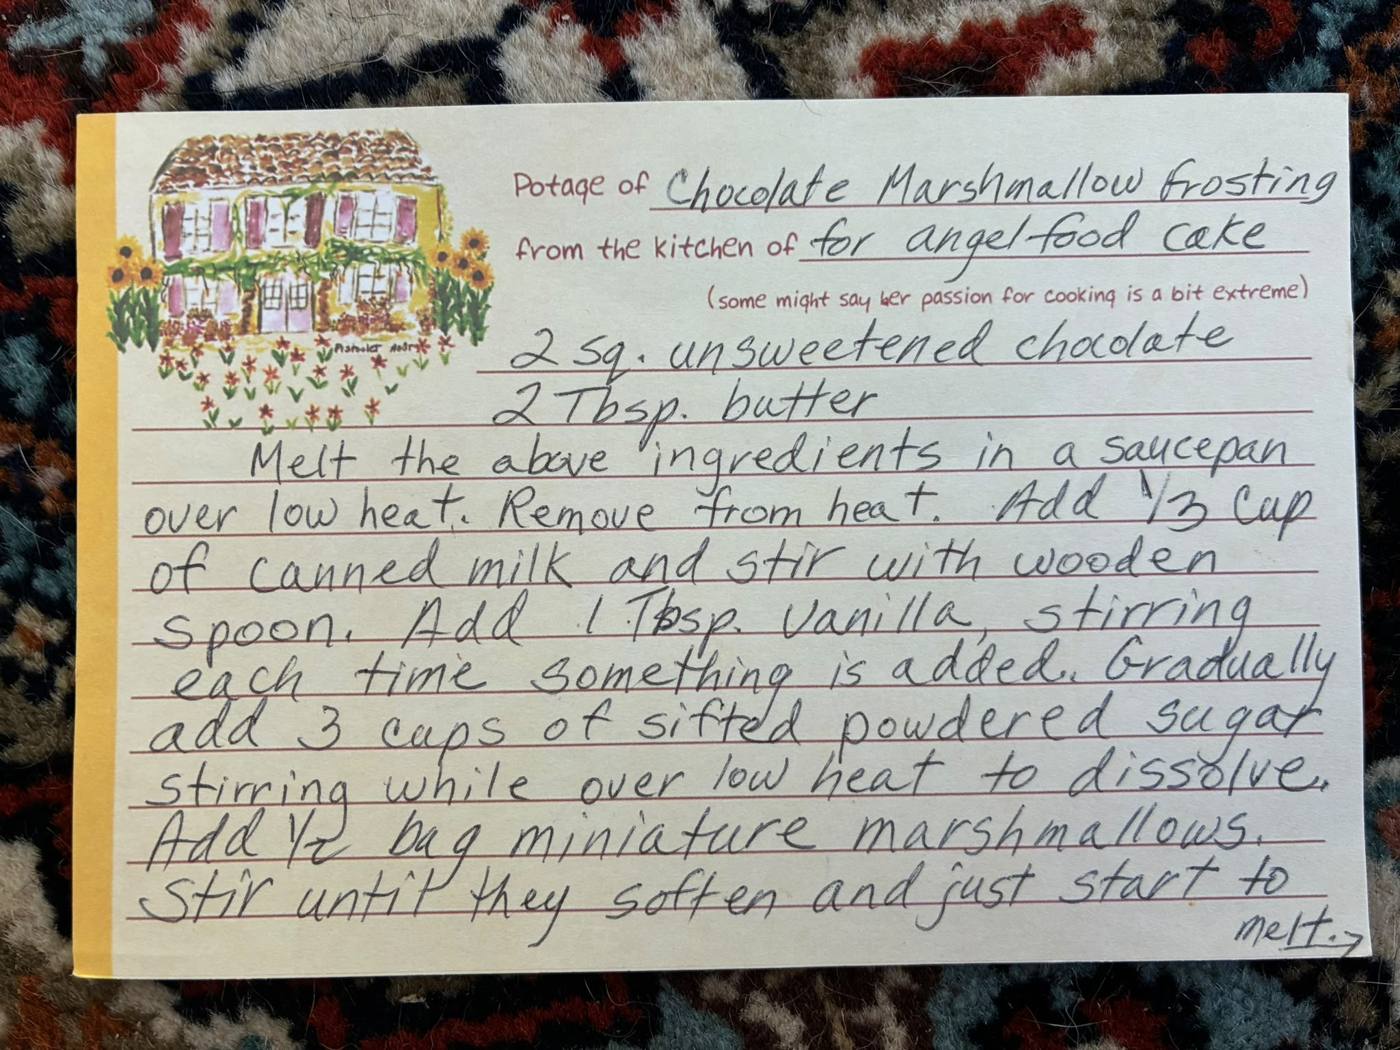 Potage of Chocolate Marshmallow frosting
from the kitchen of for angel food cake
(some might say her passion for cooking is a bit extreme)
2 sq. unsweetened chocolate
2 Tbsp. butter
Melt the above ingredients in a saucepan
over low heat. Remove from heat. Add 1/3 Cup
of canned milk and stir with wooden
spoon. Add 1 Tbsp. Vanilla, stirring
each time something is added. Gradually
add 3 cups of sifted powdered sugar
stirring while over low heat to dissolve.
Add 1/2 bag miniature marshmallows.
Stir until they soften and just start to
melt.→